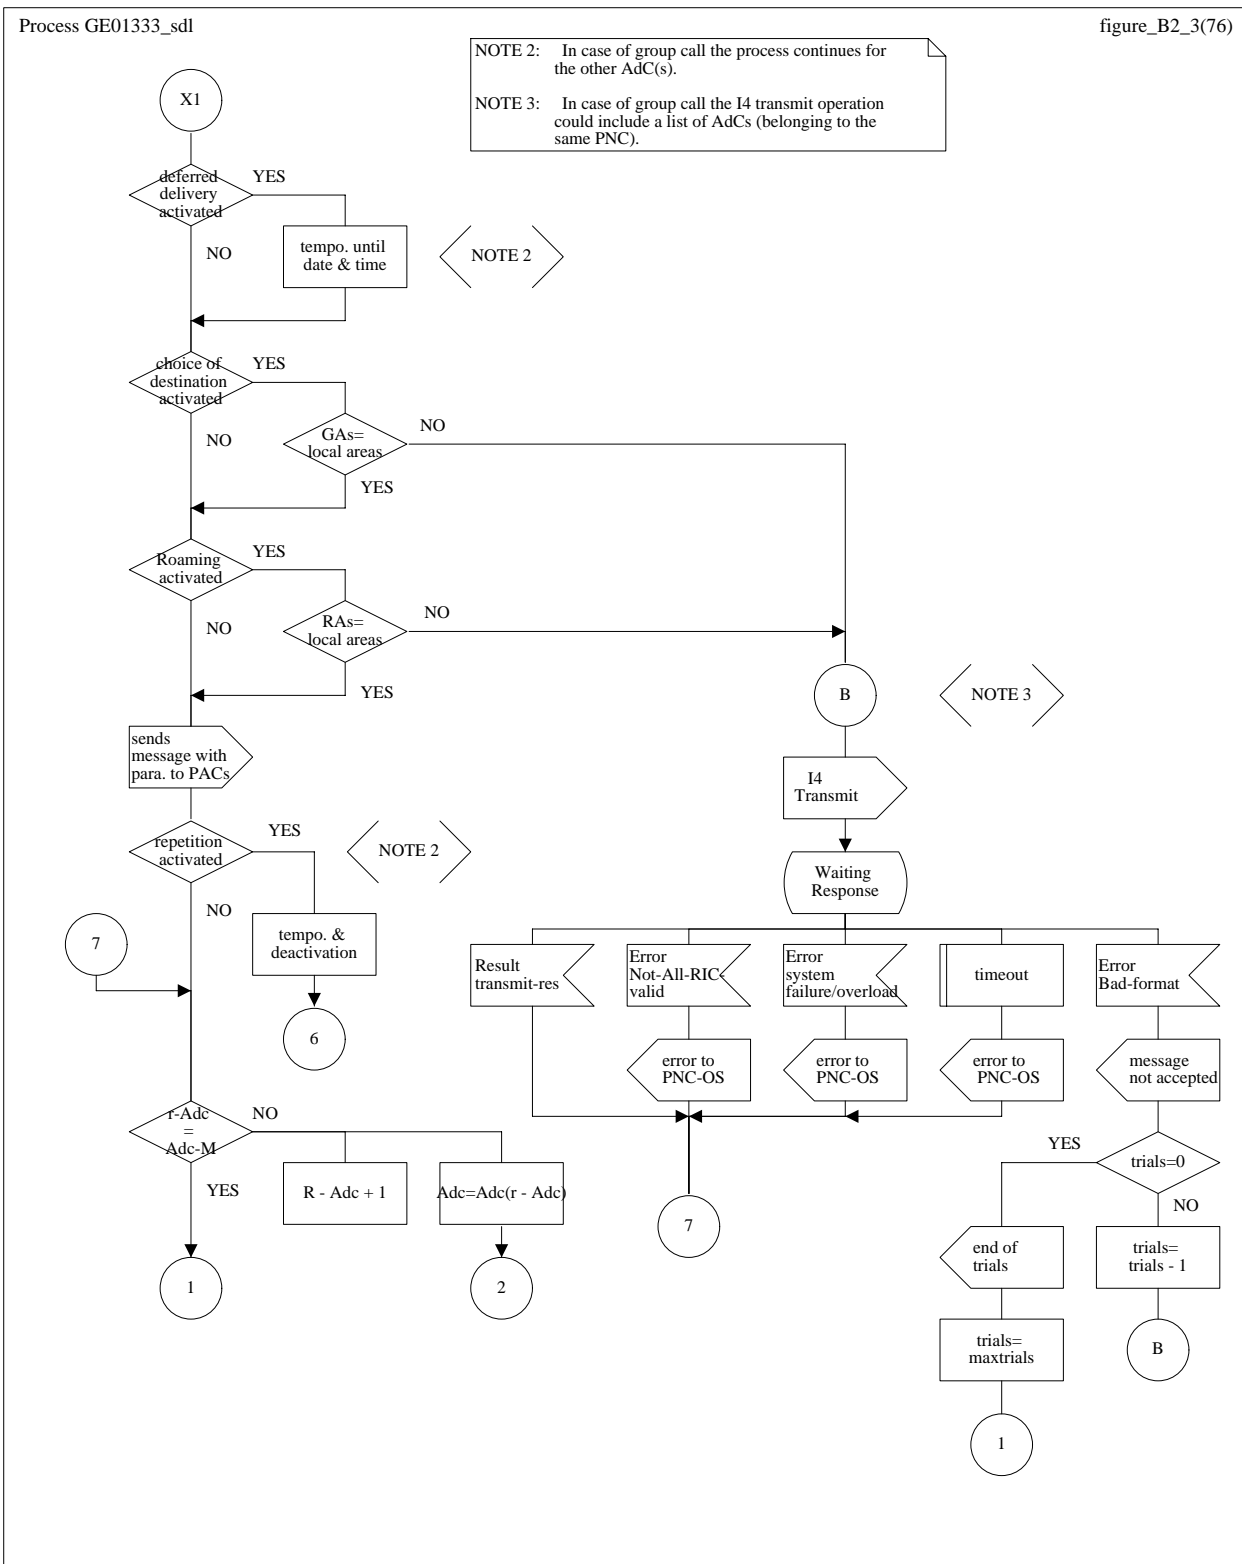 Process GE01333_sdl
figure_B2_3(76)
NOTE 2: In case of group call the process continues for
the other AdC(s).
NOTE 3: In case of group call the I4 transmit operation
could include a list of AdCs (belonging to the
same PNC).
X1
deferred
delivery
activated
YES
NO
tempo. until
date & time
NOTE 2
choice of
destination
activated
YES
NO
GAs=
local areas
NO
YES
Roaming
activated
YES
NO
RAs=
local areas
NO
YES
B
NOTE 3
sends
message with
para. to PACs
I4
Transmit
repetition
activated
YES
NO
NOTE 2
Waiting
Response
7
tempo. &
deactivation
6
Result
transmit-res
Error
Not-All-RIC-
valid
Error
system
failure/overload
timeout
Error
Bad-format
error to
PNC-OS
error to
PNC-OS
error to
PNC-OS
message
not accepted
r-Adc
=
Adc-M
NO
YES
R - Adc + 1
Adc=Adc(r - Adc)
7
YES
trials=0
NO
end of
trials
trials=
trials - 1
1
2
trials=
maxtrials
B
1